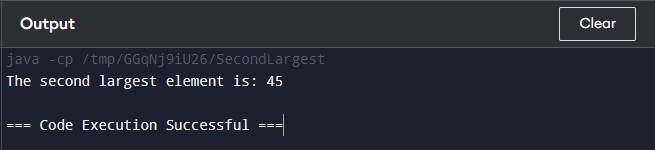 Output
Clear
java -cp /tmp/GGqNj9iU26/SecondLargest
The second largest element is: 45
=== Code Execution Successful ===